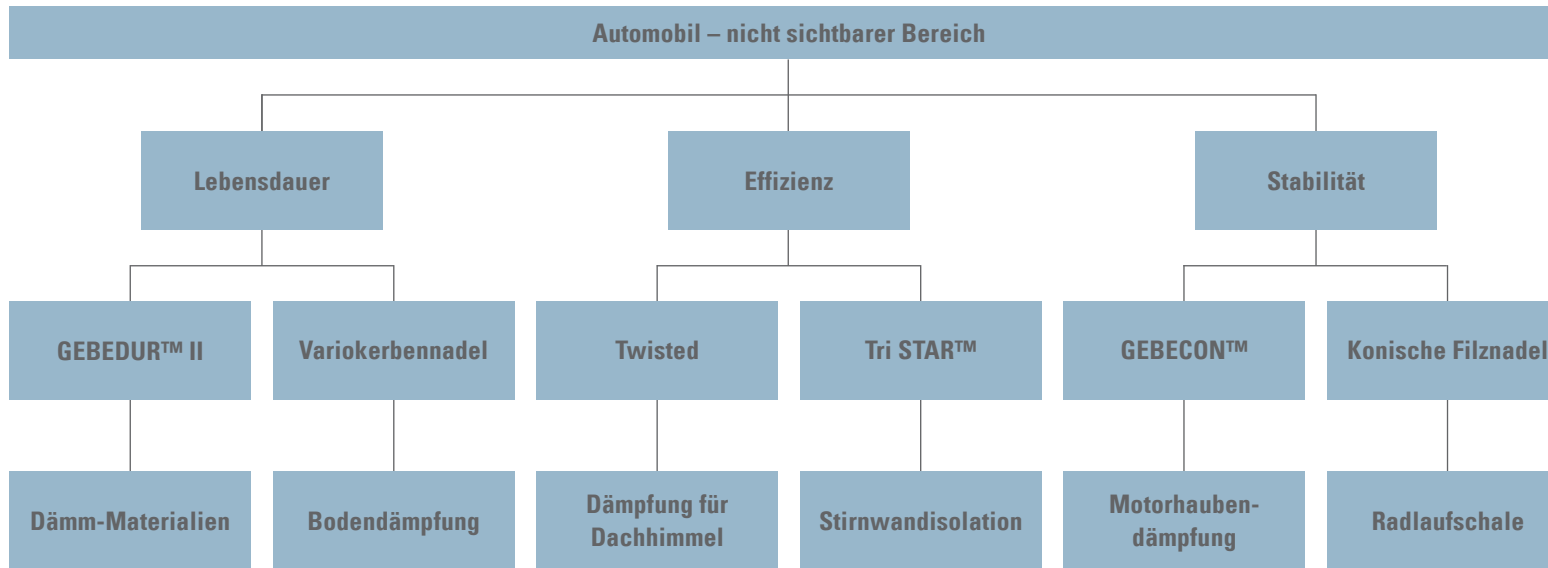 Automobil – nicht sichtbarer Bereich
Lebensdauer
Effizienz
Stabilität
GEBEDUR™ II
Variokerbennadel
Twisted
Tri STAR™
GEBECON™
Konische Filznadel
Dämm-Materialien
Bodendämpfung
Dämpfung für
Dachhimmel
Stirnwandisolation
Motorhauben-
dämpfung
Radlaufschale